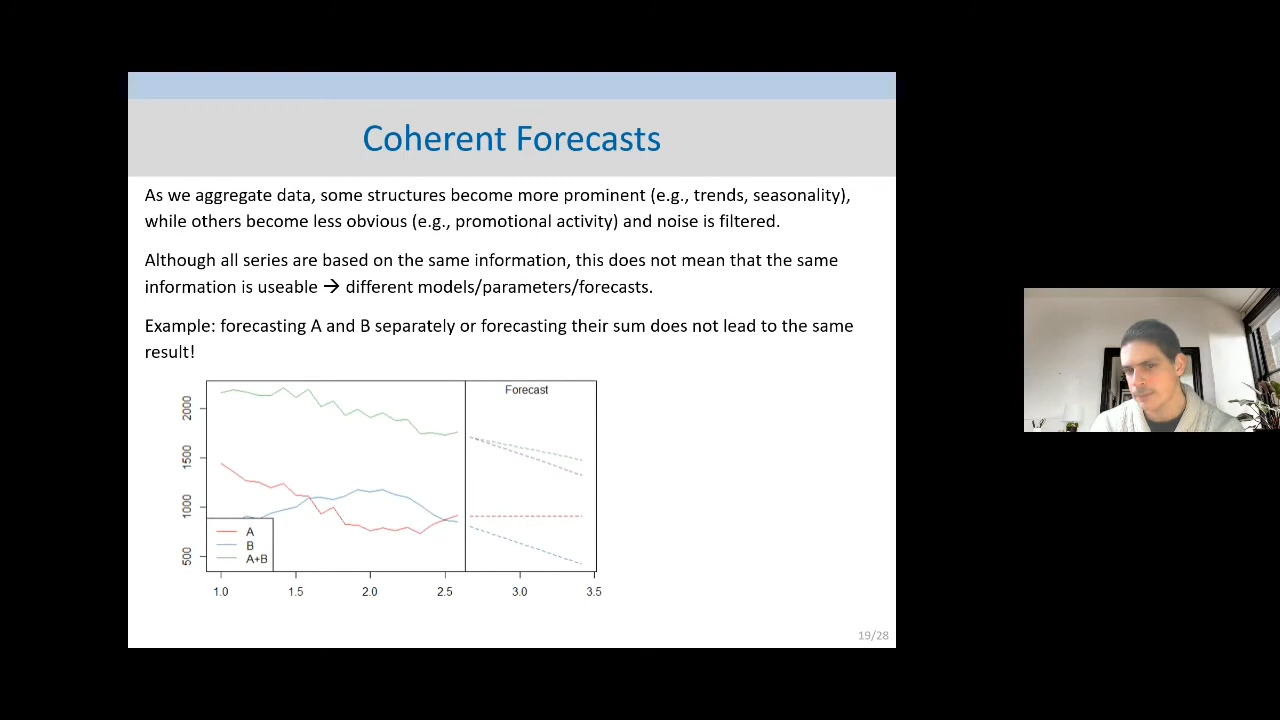 Coherent Forecasts
As we aggregate data, some structures become more prominent (e.g., trends, seasonality),
while others become less obvious (e.g., promotional activity) and noise is filtered.
Although all series are based on the same information, this does not mean that the same
information is useable → different models/parameters/forecasts.
Example: forecasting A and B separately or forecasting their sum does not lead to the same
result!
Forecast
2000
1500
1000
500
A
B
A+B
1.0 1.5 2.0 2.5 3.0 3.5
19/28